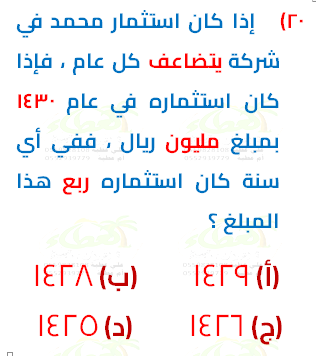 ٢٠) إذا كان استثمار محمد في
شركة يتضاعف كل عام ، فإذا
كان استثماره في عام ١٤٣٠
بمبلغ مليون ريال ، ففي أي
سنة كان استثماره ربع هذا
المبلغ ؟
(أ) ١٤٢٩ (ب) ١٤٢٨
(ج) ١٤٢٦ (د) ١٤٢٥